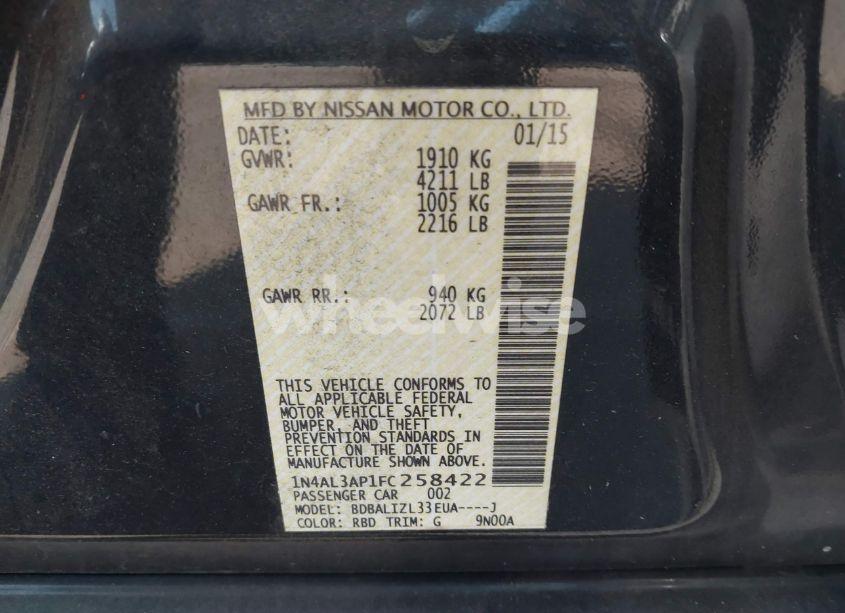 MFD BY NISSAN MOTOR CO., LTD.
DATE: 01/15
GVWR: 1910 KG
4211 LB
GAWR FR.: 1005 KG
2216 LB
GAWR RR.: 940 KG
2072 LB
wheelwise
THIS VEHICLE CONFORMS TO
ALL APPLICABLE FEDERAL
MOTOR VEHICLE SAFETY,
BUMPER, AND THEFT
PREVENTION STANDARDS IN
EFFECT ON THE DATE OF
MANUFACTURE SHOWN ABOVE.
1N4AL3AP1FC258422
PASSENGER CAR 002
MODEL: BDBALIZL33EUA----J
COLOR: RBD TRIM: G 9N00A